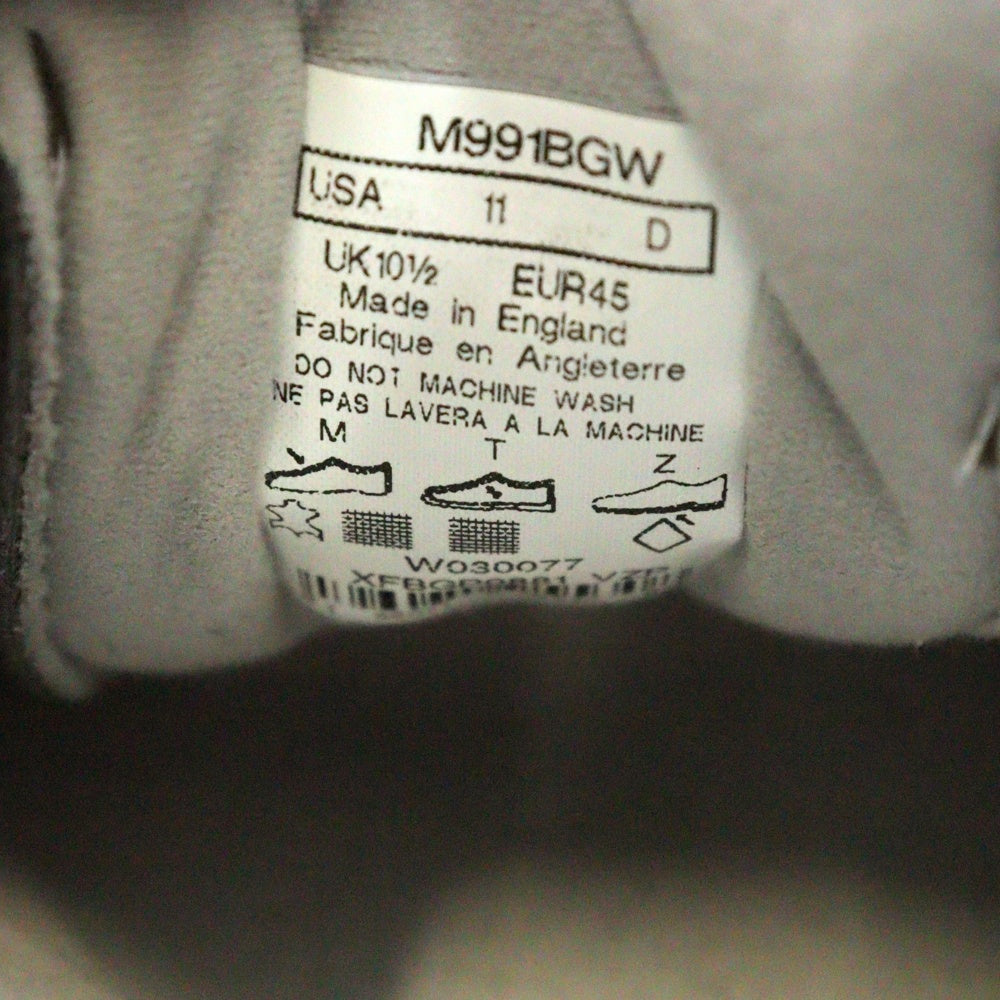 M991BGW
USA 11 D
UK10½ EUR45
Made in England
Fabrique en Angleterre
DO NOT MACHINE WASH
NE PAS LAVERA A LA MACHINE
M T Z
W030077